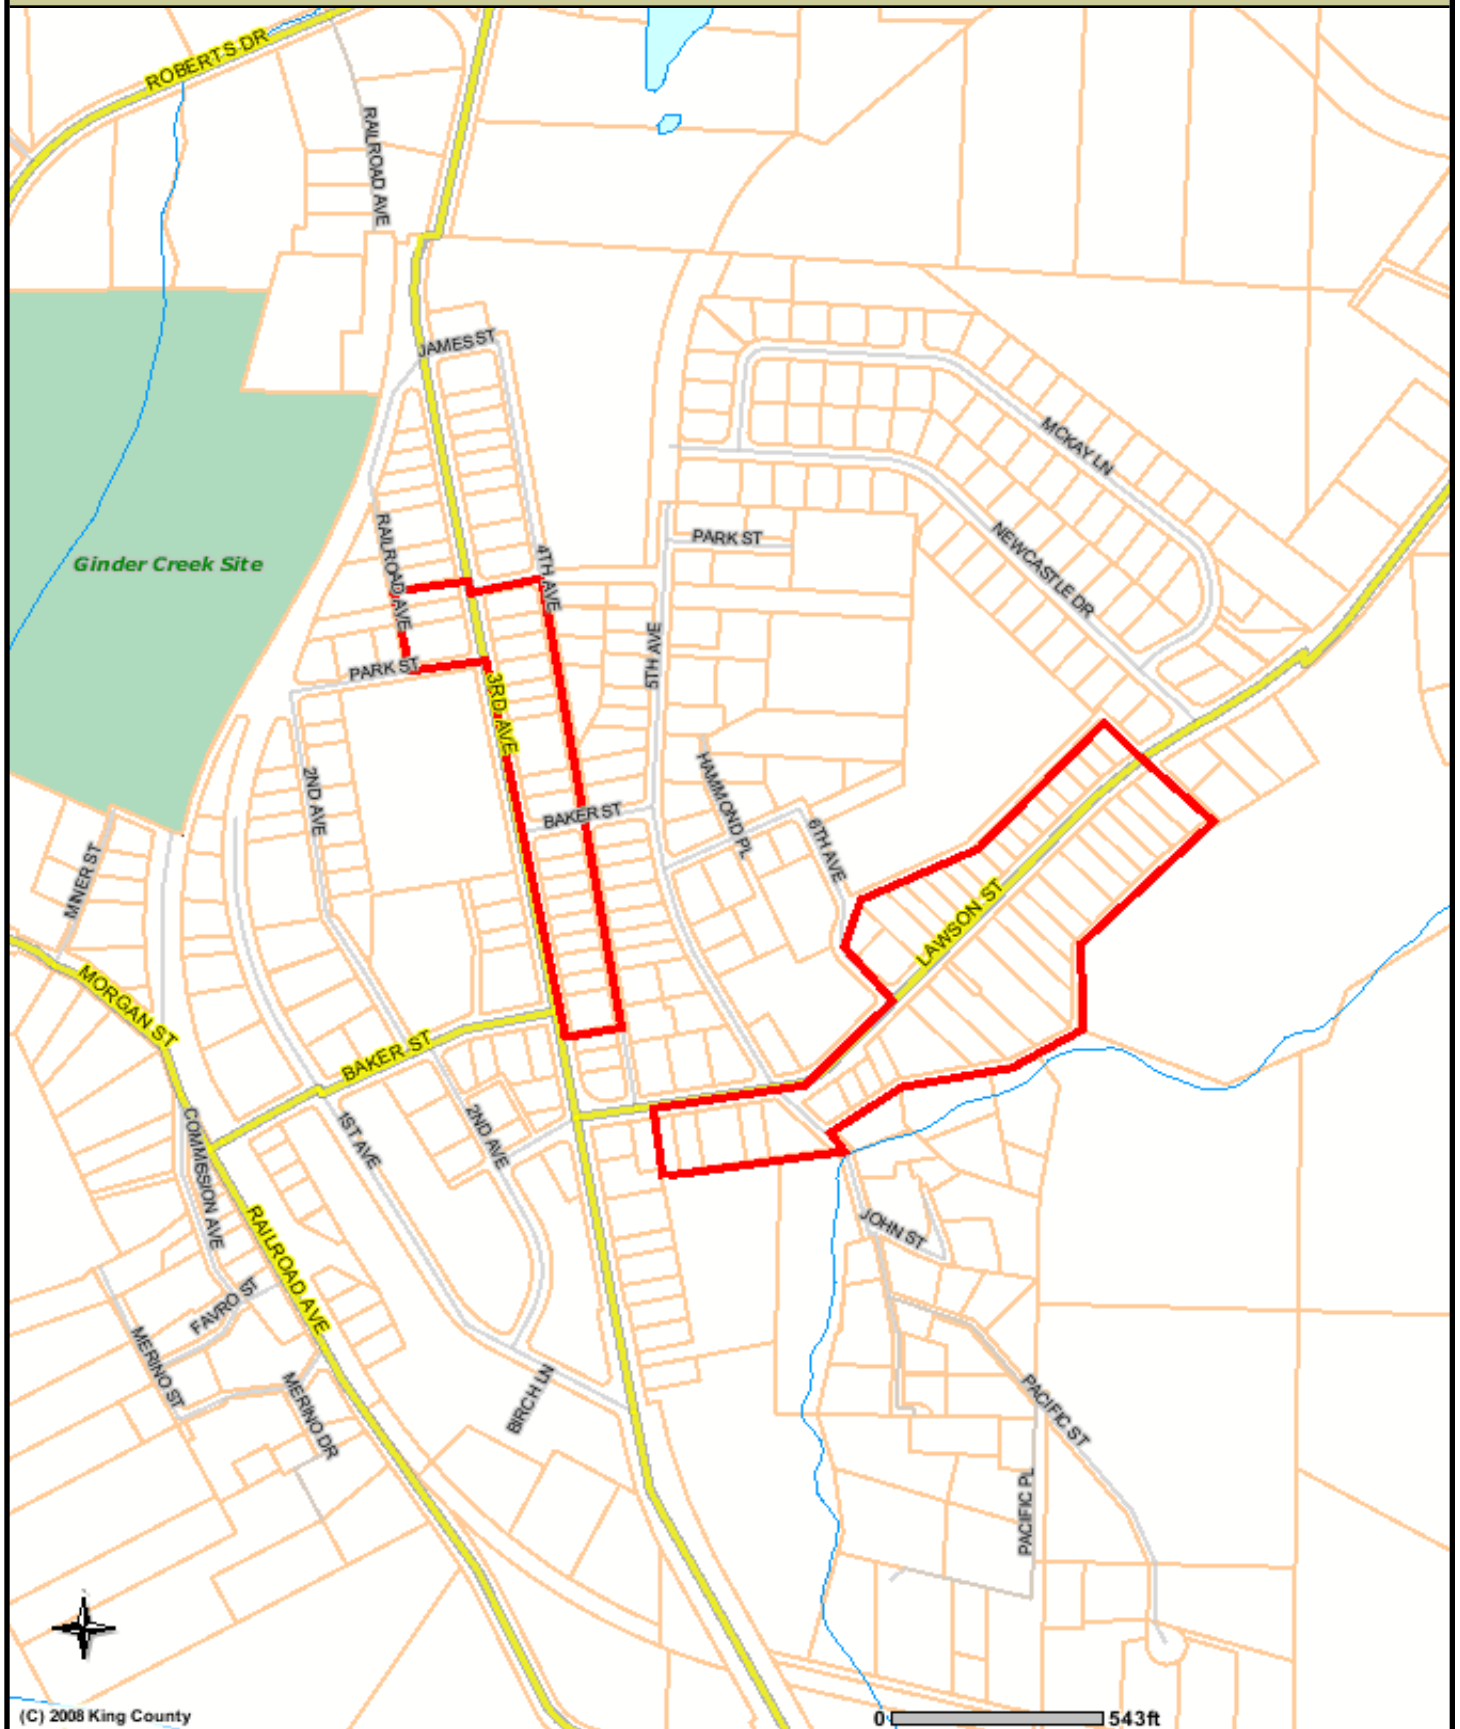 ROBERTS DR
RAILROAD AVE
JAMES ST
MCKAY LN
RAILROAD AVE
PARK ST
NEWCASTLE DR
4TH AVE
Ginder Creek Site
5TH AVE
PARK ST
3RD AVE
2ND AVE
HAMMOND PL
BAKER ST
6TH AVE
MINER ST
LAWSON ST
MORGAN ST
BAKER ST
COMMISSION AVE
1ST AVE
2ND AVE
JOHN ST
RAILROAD AVE
FAVRO ST
MERINO ST
MERINO DR
BIRCH LN
PACIFIC ST
PACIFIC PL
(C) 2008 King County
0 543ft